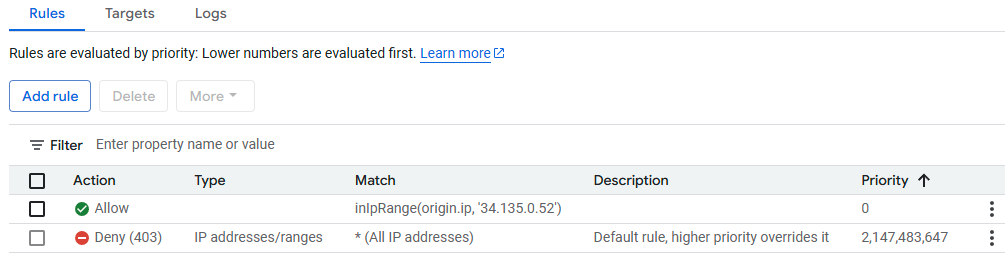 Rules Targets Logs
Rules are evaluated by priority: Lower numbers are evaluated first. Learn more
Add rule Delete More
Filter Enter property name or value
Action Type Match Description Priority
Allow inIpRange(origin.ip, '34.135.0.52') 0
Deny (403) IP addresses/ranges * (All IP addresses) Default rule, higher priority overrides it 2,147,483,647